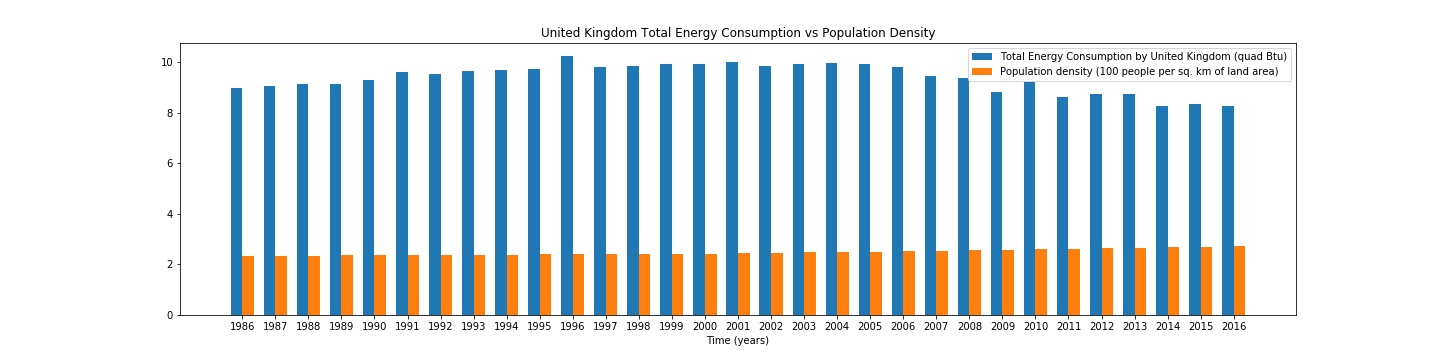 United Kingdom Total Energy Consumption vs Population Density
Total Energy Consumption by United Kingdom (quad Btu)
Population density (100 people per sq. km of land area)
10
8
6
4
2
0
1986 1987 1988 1989 1990 1991 1992 1993 1994 1995 1996 1997 1998 1999 2000 2001 2002 2003 2004 2005 2006 2007 2008 2009 2010 2011 2012 2013 2014 2015 2016
Time (years)